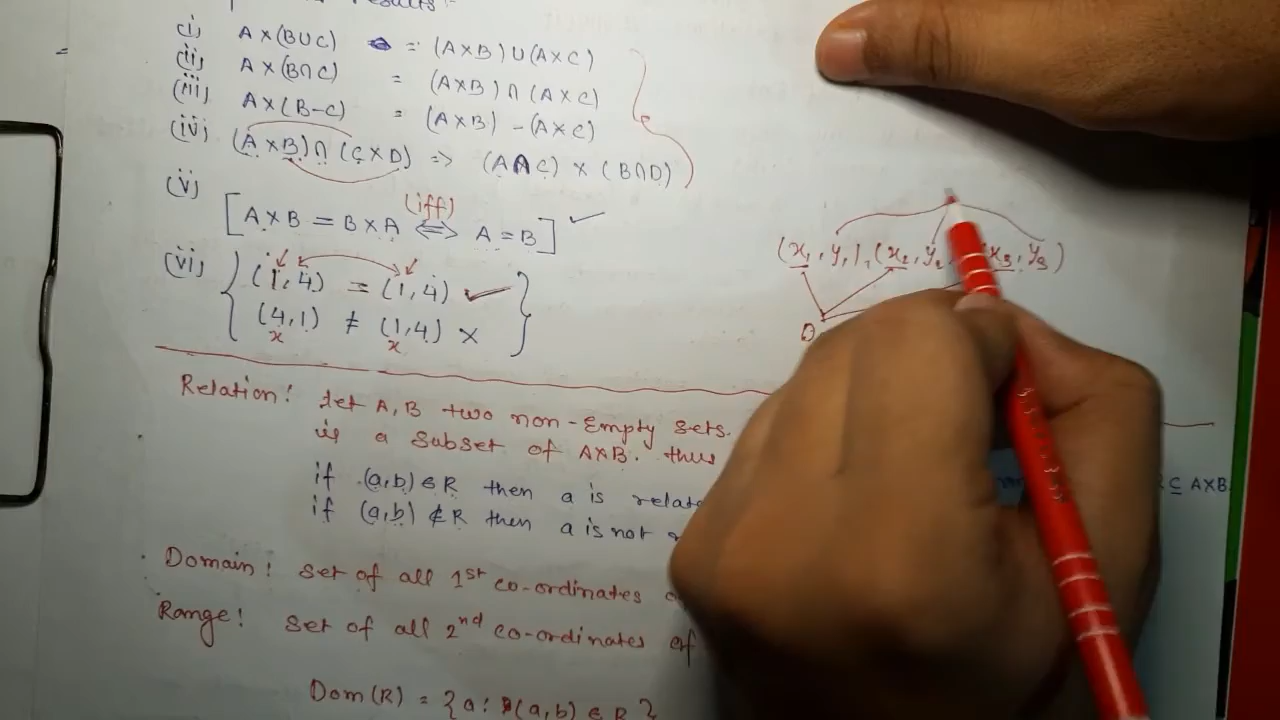 results:-
(i) A×(B∪C) = (A×B)∪(A×C)
(ii) A×(B∩C) = (A×B)∩(A×C)
(iii) A×(B-C) = (A×B)-(A×C)
(iv) (A×B)∩(C×D) => (A∩C)×(B∩D)
(v) [A×B = B×A <=> A=B] ✓
(iff)
(vi) { (1,4) = (1,4) ✓
(4,1) ≠ (1,4) × }
x x
(x₁,y₁), (x₂,y₂ (x₃,y₃)
D
Relation: let A,B two non-Empty sets.
is a subset of A×B. thus R ⊆ A×B.
if (a,b) ∈ R then a is
if (a,b) ∉ R then a is not
Domain: set of all 1st co-ordinates
Range: set of all 2nd co-ordinates of
Dom(R) = {a: (a,b) ∈ R}